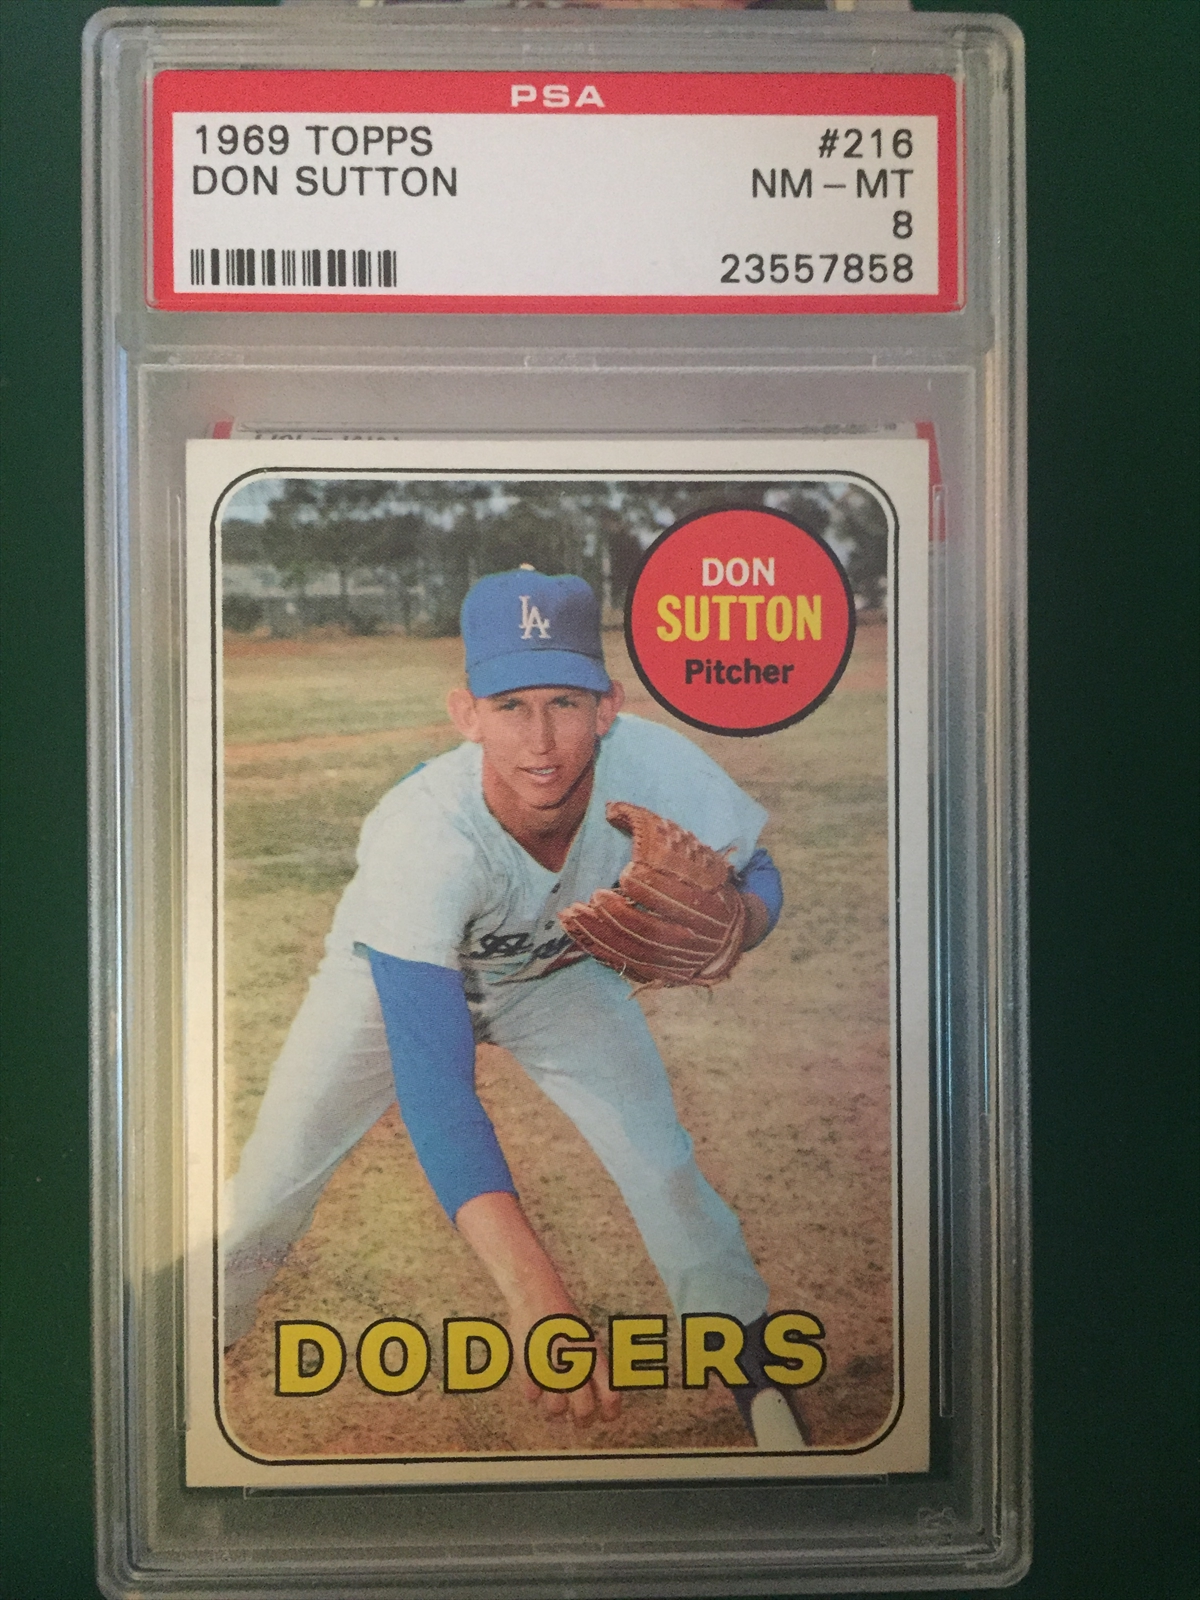 PSA
1969 TOPPS #216
DON SUTTON NM - MT
8
23557858
DON
SUTTON
Pitcher
LA
DODGERS